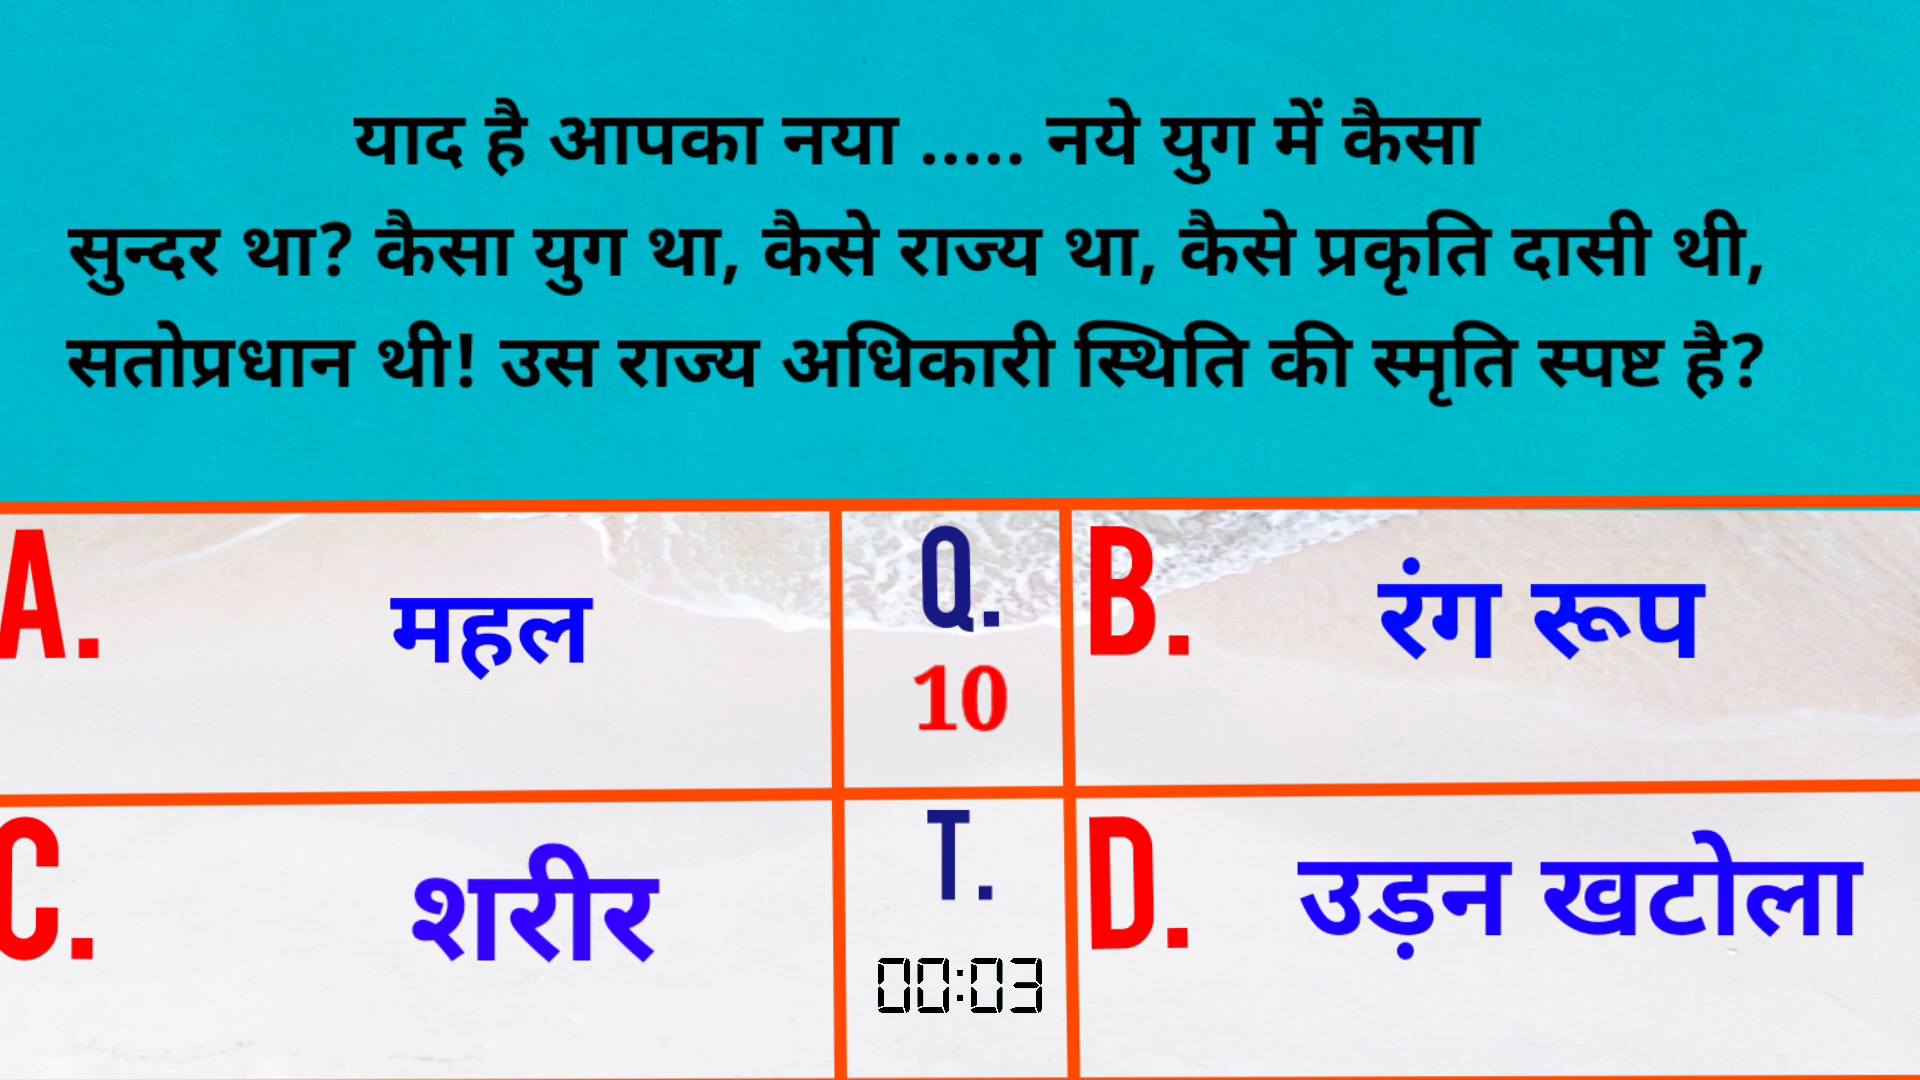 याद है आपका नया ..... नये युग में कैसा
सुन्दर था? कैसा युग था, कैसे राज्य था, कैसे प्रकृति दासी थी,
सतोप्रधान थी! उस राज्य अधिकारी स्थिति की स्मृति स्पष्ट है?
A. महल
Q.
10
B. रंग रूप
C. शरीर
T.
00:03
D. उड़न खटोला